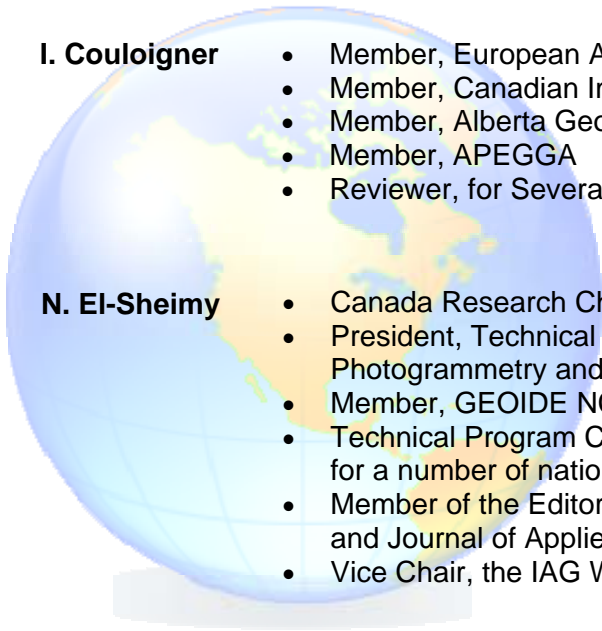 I. Couloigner • Member, European A
• Member, Canadian In
• Member, Alberta Geo
• Member, APEGGA
• Reviewer, for Severa
N. El-Sheimy • Canada Research Ch
• President, Technical
Photogrammetry and
• Member, GEOIDE N
• Technical Program C
for a number of natio
• Member of the Editor
and Journal of Applie
• Vice Chair, the IAG W